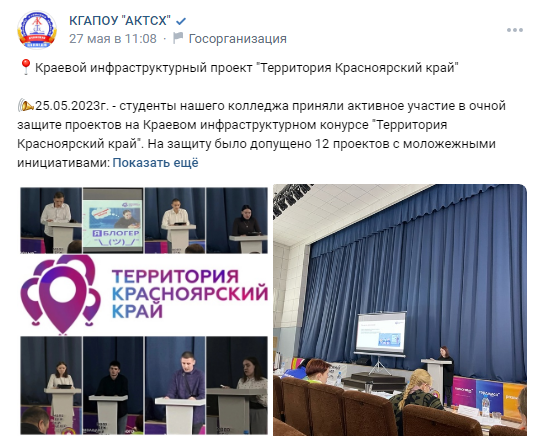 КГАПОУ "АКТСХ"
27 мая в 11:08 · Госорганизация
Краевой инфраструктурный проект "Территория Красноярский край"
25.05.2023г. - студенты нашего колледжа приняли активное участие в очной
защите проектов на Краевом инфраструктурном конкурсе "Территория
Красноярский край". На защиту было допущено 12 проектов с моложежными
инициативами: Показать ещё
Я БЛОГЕР
ТЕРРИТОРИЯ
КРАСНОЯРСКИЙ
КРАЙ